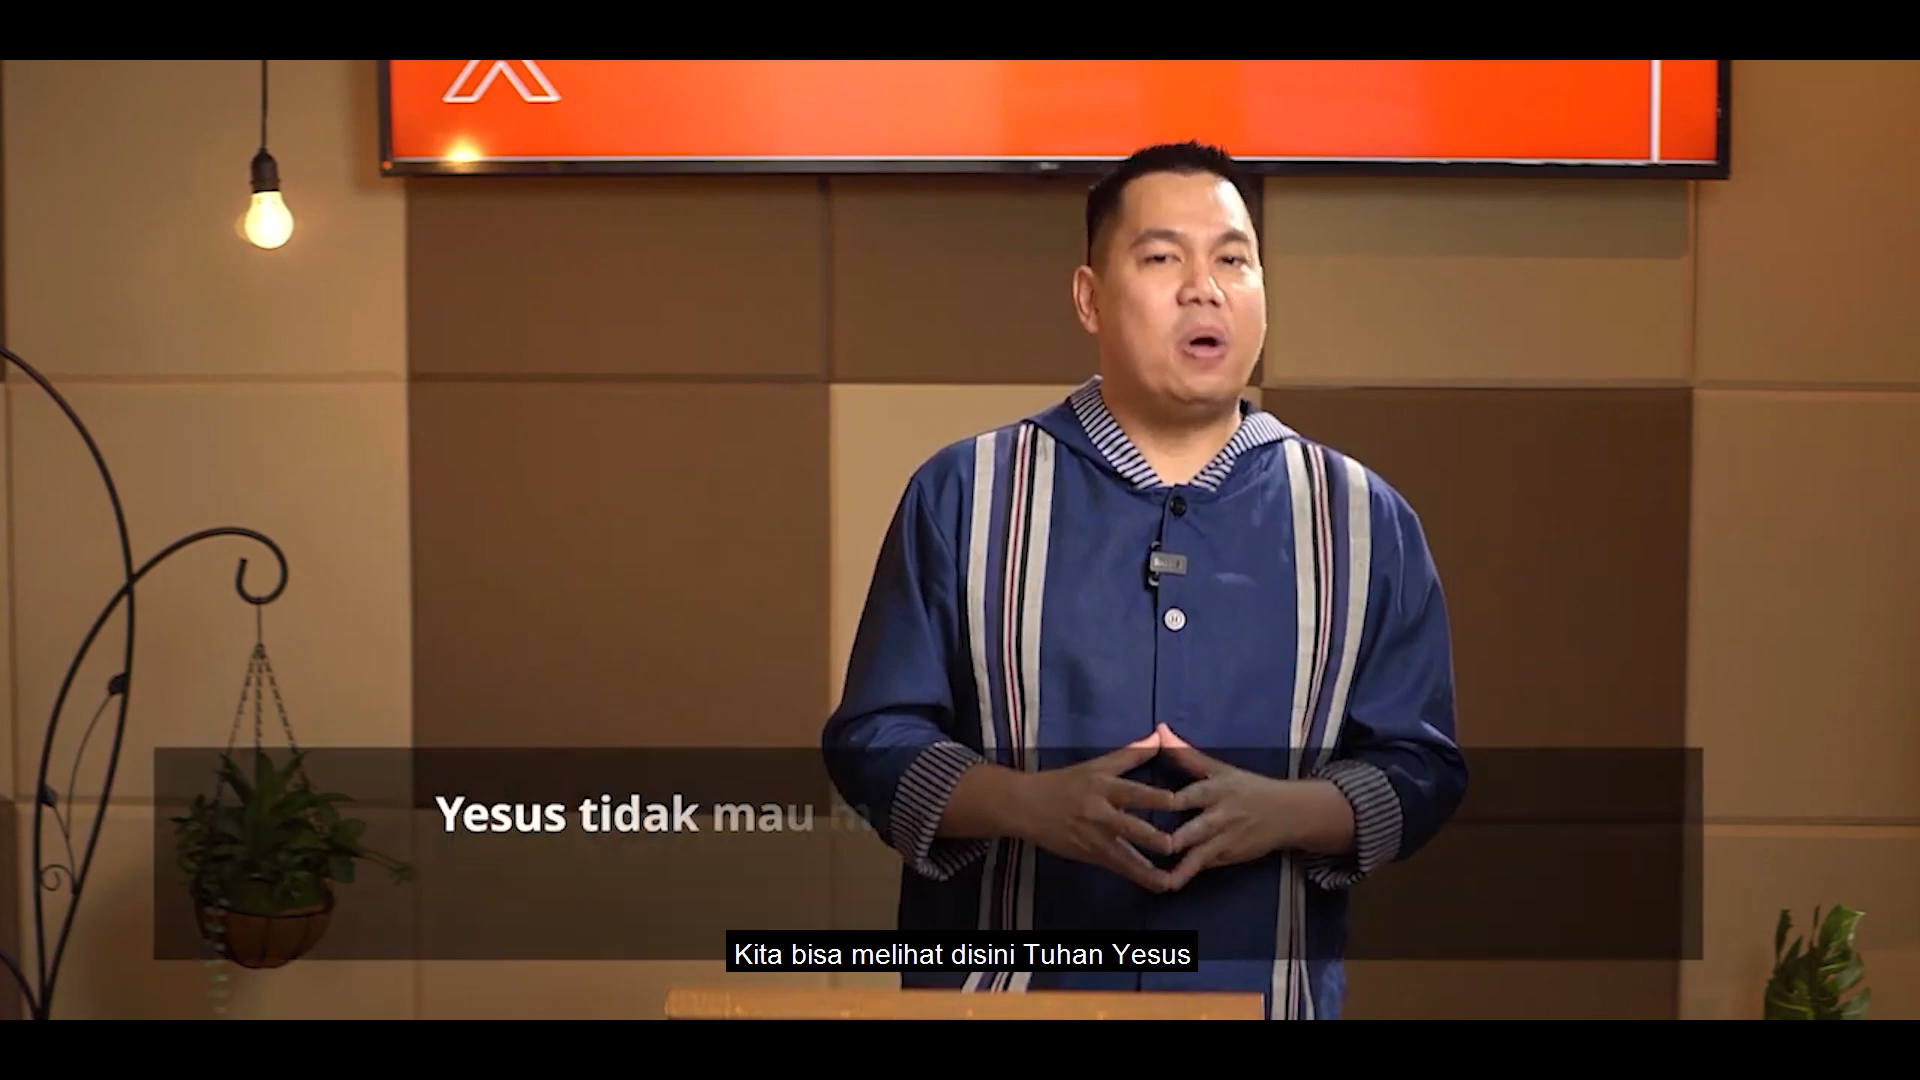 Yesus tidak mau
Kita bisa melihat disini Tuhan Yesus